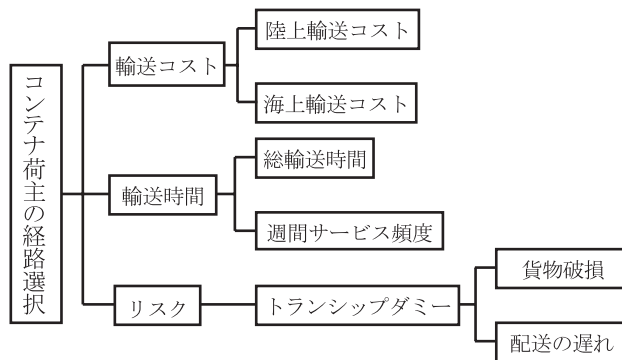 コンテナ荷主の経路選択
輸送コスト
陸上輸送コスト
海上輸送コスト
輸送時間
総輸送時間
週間サービス頻度
リスク
トランシップダミー
貨物破損
配送の遅れ